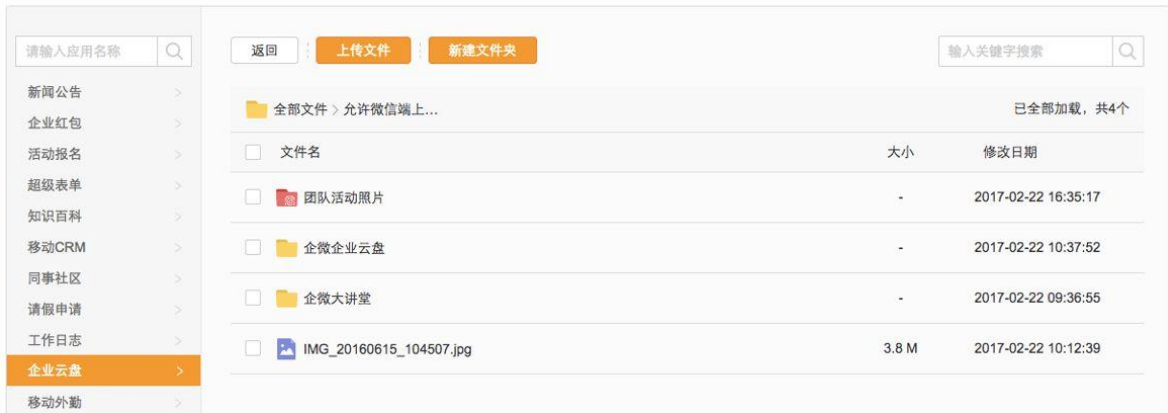 请输入应用名称
新闻公告
企业红包
活动报名
超级表单
知识百科
移动CRM
同事社区
请假申请
工作日志
企业云盘
移动外勤
返回 上传文件 新建文件夹 输入关键字搜索
全部文件 > 允许微信端上... 已全部加载，共4个
文件名 大小 修改日期
团队活动照片 - 2017-02-22 16:35:17
企微企业云盘 - 2017-02-22 10:37:52
企微大讲堂 - 2017-02-22 09:36:55
IMG_20160615_104507.jpg 3.8 M 2017-02-22 10:12:39